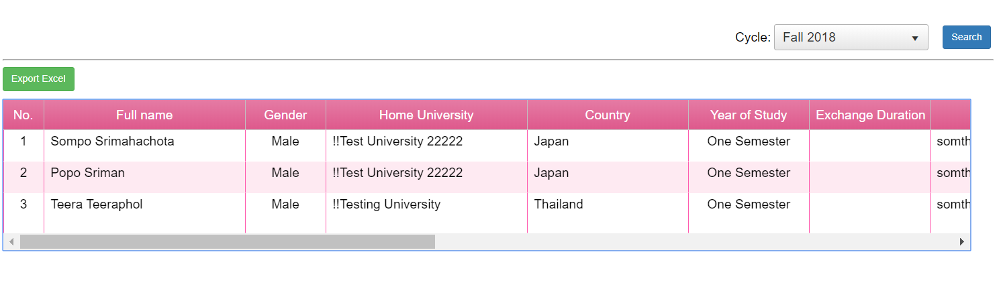 Cycle: Fall 2018 Search
Export Excel
No. Full name Gender Home University Country Year of Study Exchange Duration
1 Sompo Srimahachota Male !!Test University 22222 Japan One Semester somth
2 Popo Sriman Male !!Test University 22222 Japan One Semester somth
3 Teera Teeraphol Male !!Testing University Thailand One Semester somth